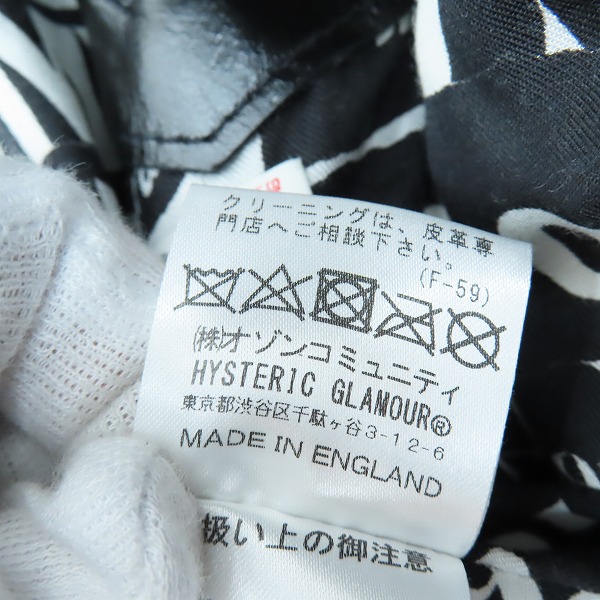 クリーニングは、皮革専
門店へご相談下さい。
(F-59)
(株)オゾンコミュニティ
HYSTERIC GLAMOUR®
東京都渋谷区千駄ヶ谷3-12-6
MADE IN ENGLAND
扱い上の御注意